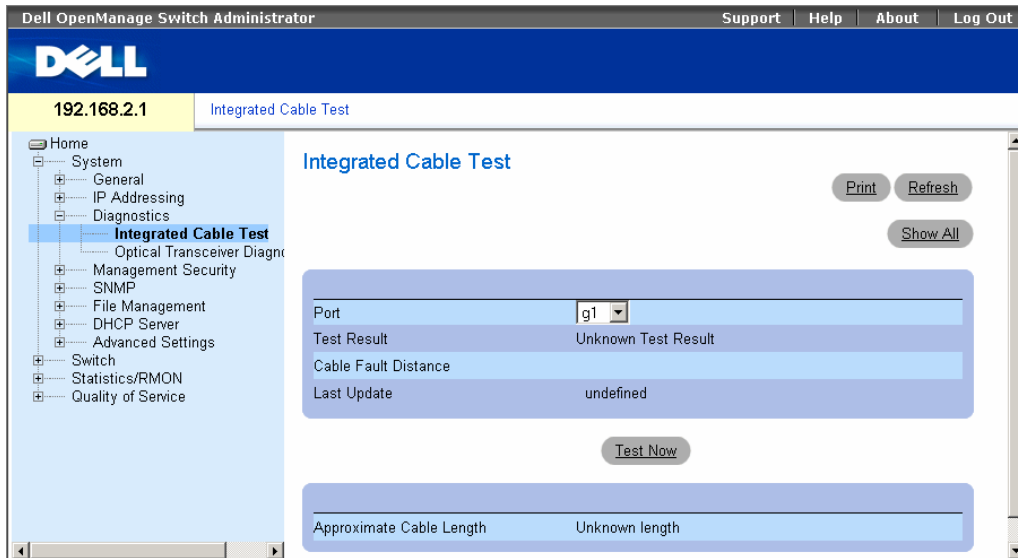 Dell OpenManage Switch Administrator
Support | Help | About | Log Out
DELL
192.168.2.1
Integrated Cable Test
Home
System
General
IP Addressing
Diagnostics
Integrated Cable Test
Optical Transceiver Diagno
Management Security
SNMP
File Management
DHCP Server
Advanced Settings
Switch
Statistics/RMON
Quality of Service
Integrated Cable Test
Print Refresh
Show All
Port g1
Test Result Unknown Test Result
Cable Fault Distance
Last Update undefined
Test Now
Approximate Cable Length Unknown length